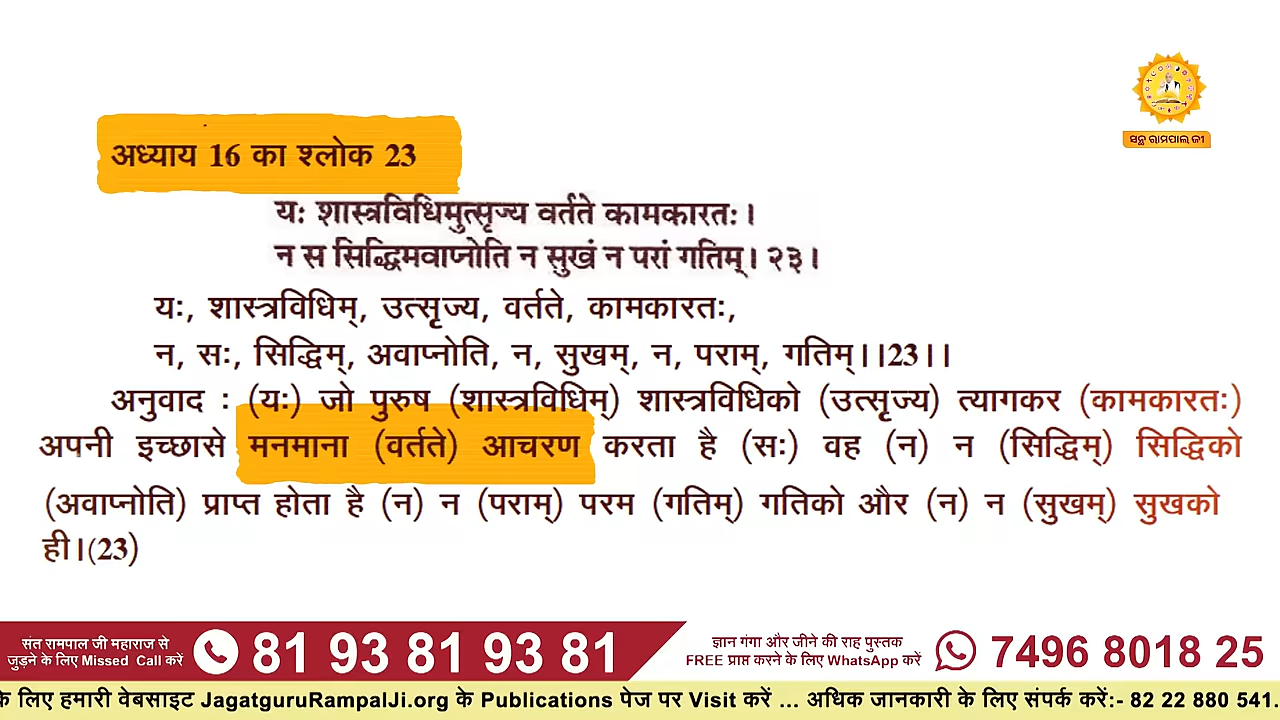 ସନ୍ଥ ରାମପାଲ ଜୀ
अध्याय 16 का श्लोक 23
यः शास्त्रविधिमुत्सृज्य वर्तते कामकारतः।
न स सिद्धिमवाप्नोति न सुखं न परां गतिम्। २३।
यः, शास्त्रविधिम्, उत्सृज्य, वर्तते, कामकारतः,
न, सः, सिद्धिम्, अवाप्नोति, न, सुखम्, न, पराम्, गतिम्।।23।।
अनुवाद : (यः) जो पुरुष (शास्त्रविधिम्) शास्त्रविधिको (उत्सृज्य) त्यागकर (कामकारतः)
अपनी इच्छासे मनमाना (वर्तते) आचरण करता है (सः) वह (न) न (सिद्धिम्) सिद्धिको
(अवाप्नोति) प्राप्त होता है (न) न (पराम्) परम (गतिम्) गतिको और (न) न (सुखम्) सुखको
ही।(23)
संत रामपाल जी महाराज से
जुड़ने के लिए Missed Call करें
81 93 81 93 81
ज्ञान गंगा और जीने की राह पुस्तक
FREE प्राप्त करने के लिए WhatsApp करें
7496 8018 25
के लिए हमारी वेबसाइट JagatguruRampalJi.org के Publications पेज पर Visit करें ... अधिक जानकारी के लिए संपर्क करें:- 82 22 880 541.